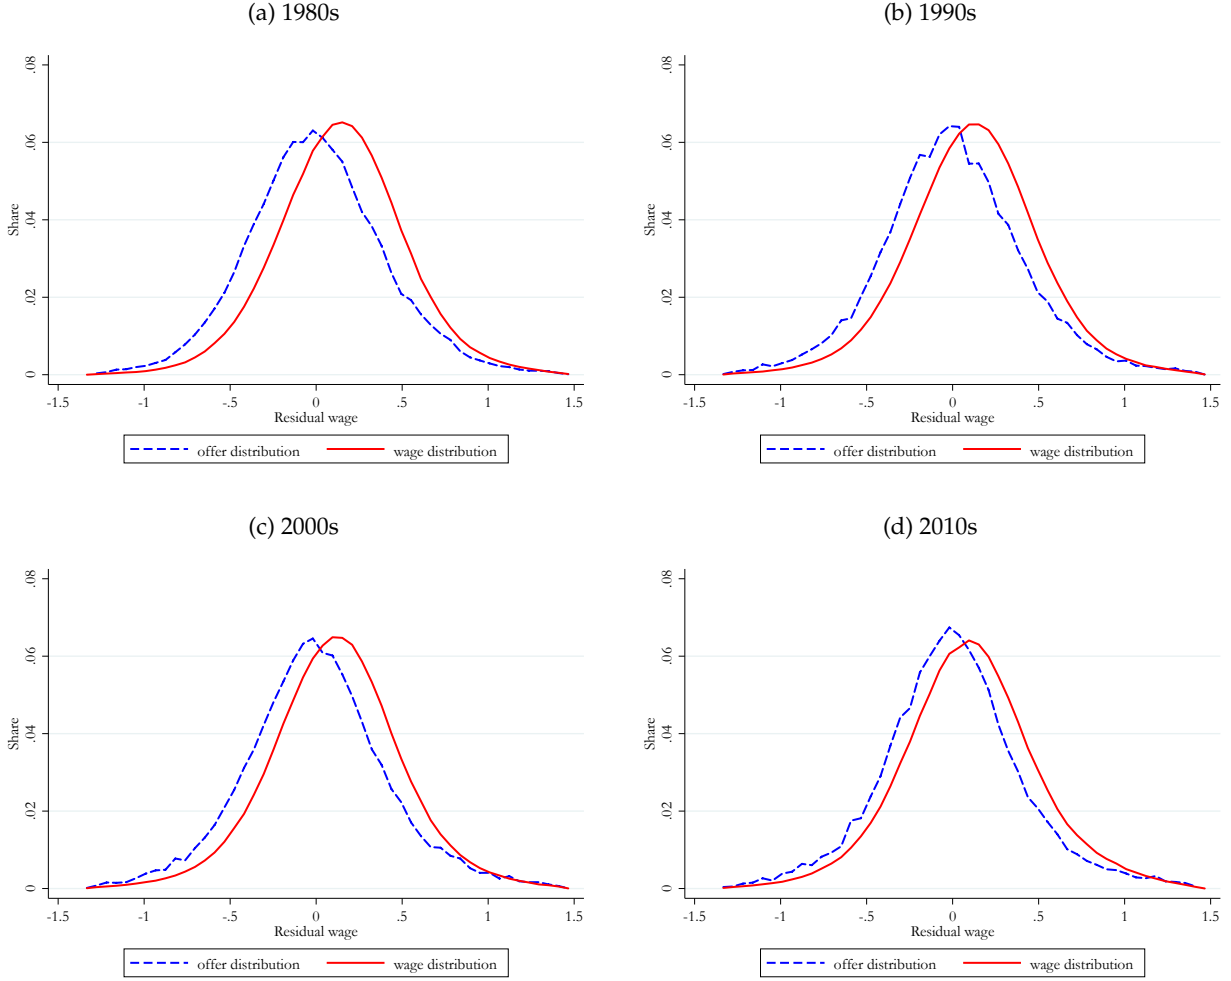 (a) 1980s
.08
.06
.04
.02
0
Share
-1.5 -1 -.5 0 .5 1 1.5
Residual wage
offer distribution wage distribution
(b) 1990s
.08
.06
.04
.02
0
Share
-1.5 -1 -.5 0 .5 1 1.5
Residual wage
offer distribution wage distribution
(c) 2000s
.08
.06
.04
.02
0
Share
-1.5 -1 -.5 0 .5 1 1.5
Residual wage
offer distribution wage distribution
(d) 2010s
.08
.06
.04
.02
0
Share
-1.5 -1 -.5 0 .5 1 1.5
Residual wage
offer distribution wage distribution